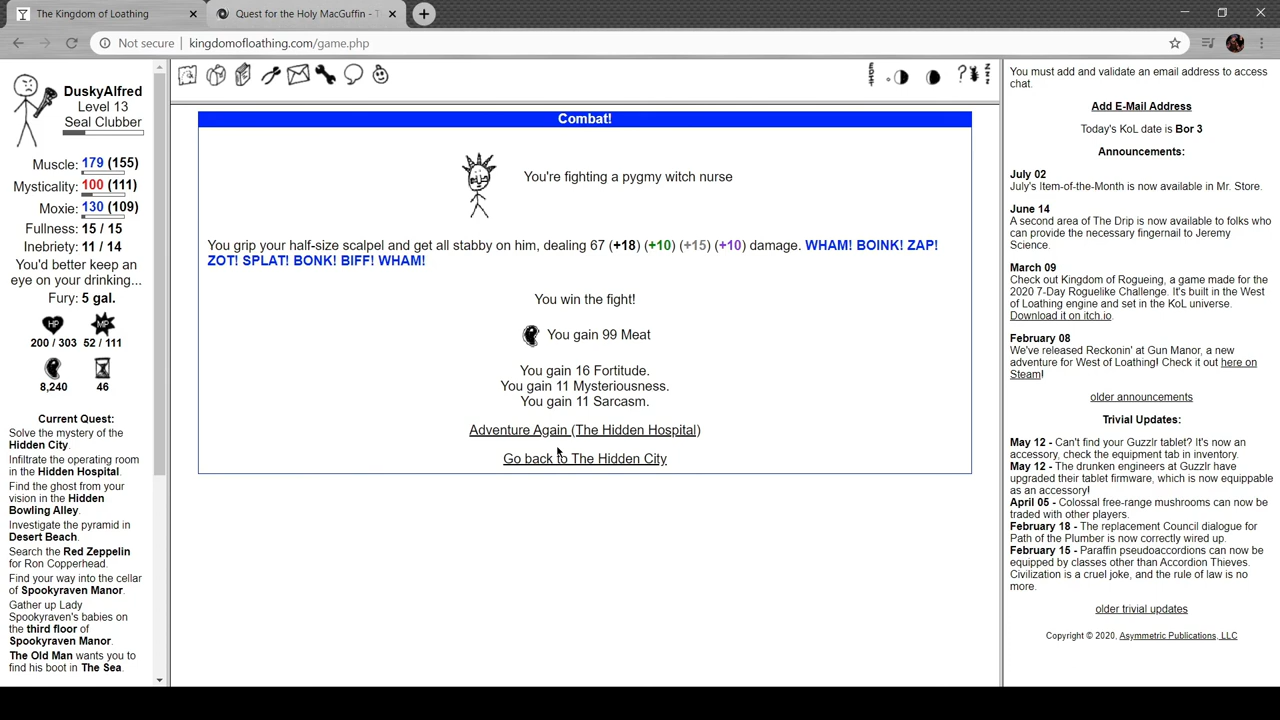 The Kingdom of Loathing
Quest for the Holy MacGuffin - T
Not secure | kingdomofloathing.com/game.php
DuskyAlfred
Level 13
Seal Clubber
Muscle: 179 (155)
Mysticality: 100 (111)
Moxie: 130 (109)
Fullness: 15 / 15
Inebriety: 11 / 14
You'd better keep an
eye on your drinking...
Fury: 5 gal.
HP MP
200 / 303 52 / 111
8,240 46
Current Quest:
Solve the mystery of the
Hidden City.
Infiltrate the operating room
in the Hidden Hospital.
Find the ghost from your
vision in the Hidden
Bowling Alley.
Investigate the pyramid in
Desert Beach.
Search the Red Zeppelin
for Ron Copperhead.
Find your way into the cellar
of Spookyraven Manor.
Gather up Lady
Spookyraven's babies on
the third floor of
Spookyraven Manor.
The Old Man wants you to
find his boot in The Sea.
Combat!
You're fighting a pygmy witch nurse
You grip your half-size scalpel and get all stabby on him, dealing 67 (+18) (+10) (+15) (+10) damage. WHAM! BOINK! ZAP!
ZOT! SPLAT! BONK! BIFF! WHAM!
You win the fight!
You gain 99 Meat
You gain 16 Fortitude.
You gain 11 Mysteriousness.
You gain 11 Sarcasm.
Adventure Again (The Hidden Hospital)
Go back to The Hidden City
You must add and validate an email address to access
chat.
Add E-Mail Address
Today's KoL date is Bor 3
Announcements:
July 02
July's Item-of-the-Month is now available in Mr. Store.
June 14
A second area of The Drip is now available to folks who
can provide the necessary fingernail to Jeremy
Science.
March 09
Check out Kingdom of Rogueing, a game made for the
2020 7-Day Roguelike Challenge. It's built in the West
of Loathing engine and set in the KoL universe.
Download it on itch.io.
February 08
We've released Reckonin' at Gun Manor, a new
adventure for West of Loathing! Check it out here on
Steam!
older announcements
Trivial Updates:
May 12 - Can't find your Guzzlr tablet? It's now an
accessory, check the equipment tab in inventory.
May 12 - The drunken engineers at Guzzlr have
upgraded their tablet firmware, which is now equippable
as an accessory!
April 05 - Colossal free-range mushrooms can now be
traded with other players.
February 18 - The replacement Council dialogue for
Path of the Plumber is now correctly wired up.
February 15 - Paraffin pseudoaccordions can now be
equipped by classes other than Accordion Thieves.
Civilization is a cruel joke, and the rule of law is no
more.
older trivial updates
Copyright © 2020, Asymmetric Publications, LLC